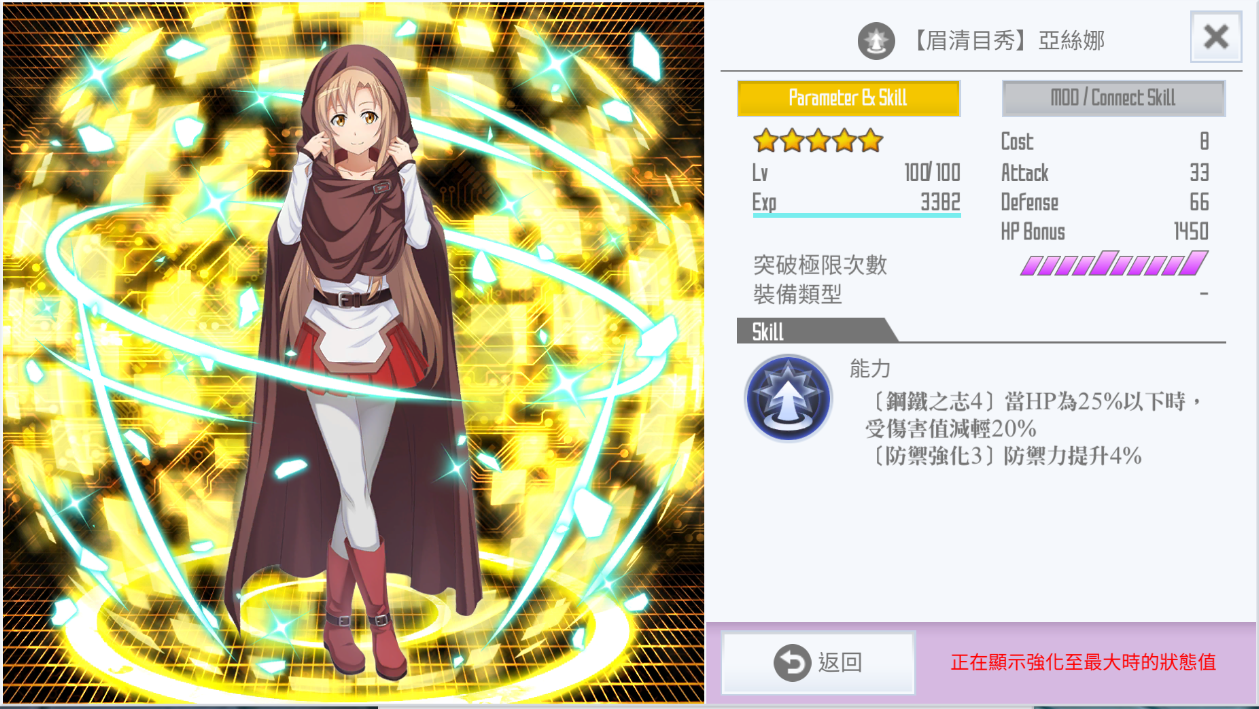 【眉清目秀】亞絲娜
Parameter & Skill
MOD / Connect Skill
Lv 100/100
Exp 3382
Cost 8
Attack 33
Defense 66
HP Bonus 1450
突破極限次數
裝備類型 -
Skill
能力
〔鋼鐵之志4〕當HP為25%以下時，
受傷害值減輕20%
〔防禦強化3〕防禦力提升4%
返回
正在顯示強化至最大時的狀態值